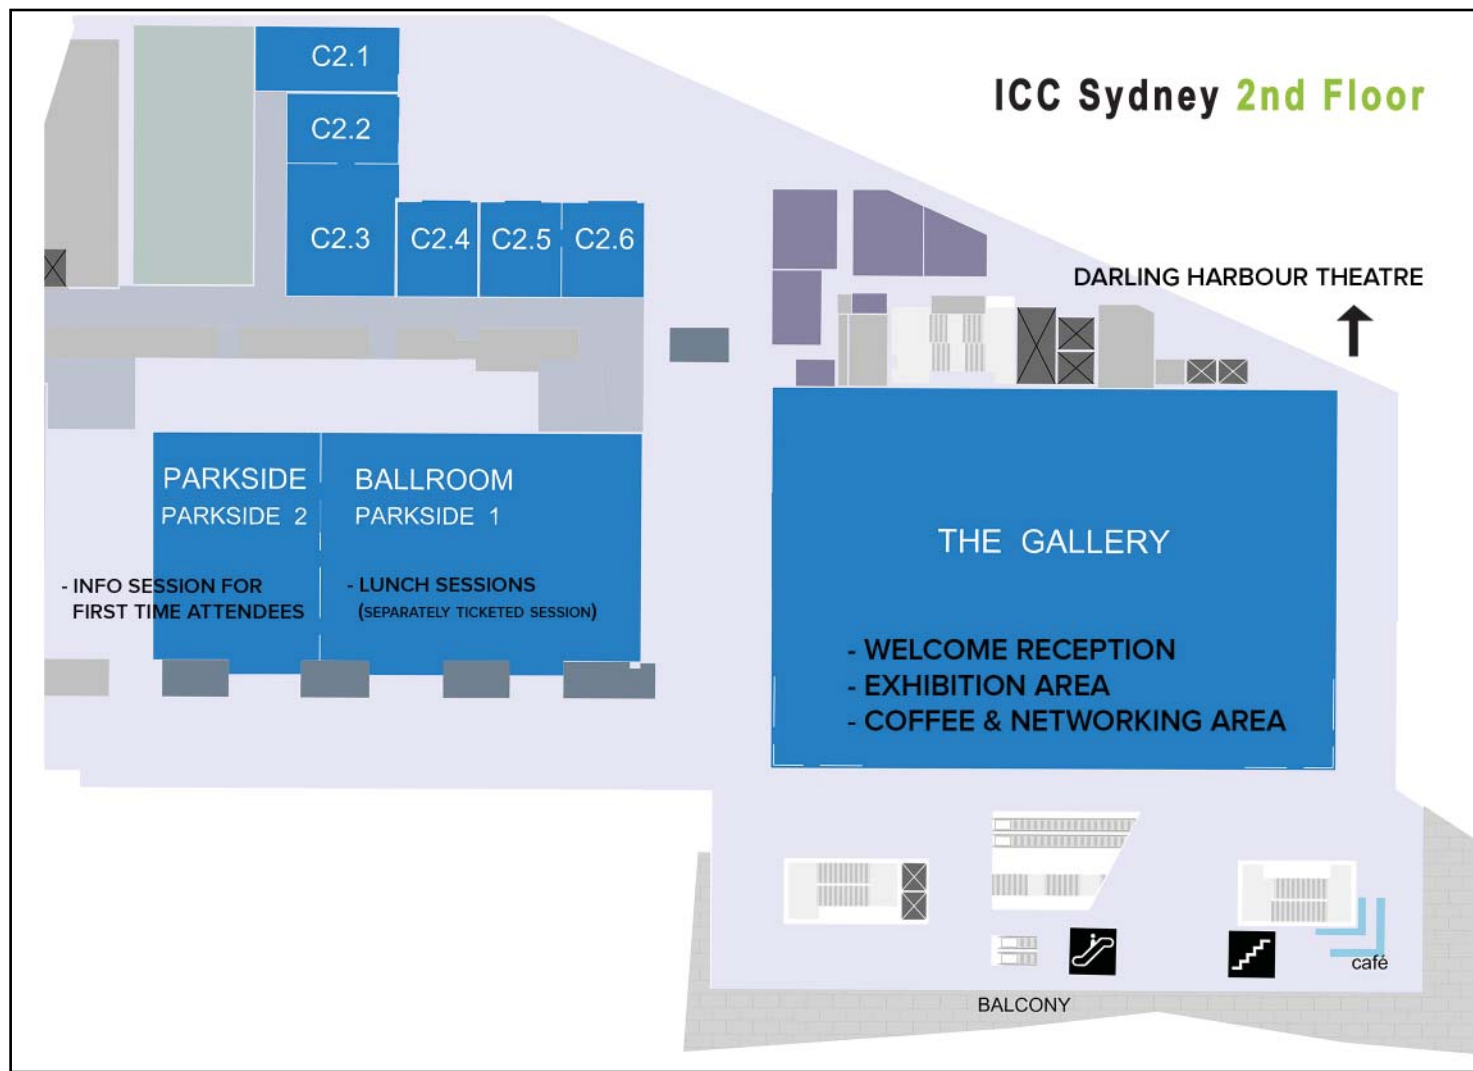 ICC Sydney 2nd Floor
C2.1
C2.2
C2.3
C2.4
C2.5
C2.6
DARLING HARBOUR THEATRE
PARKSIDE BALLROOM
PARKSIDE 2
PARKSIDE 1
- INFO SESSION FOR
FIRST TIME ATTENDEES
- LUNCH SESSIONS
(SEPARATELY TICKETED SESSION)
THE GALLERY
- WELCOME RECEPTION
- EXHIBITION AREA
- COFFEE & NETWORKING AREA
café
BALCONY